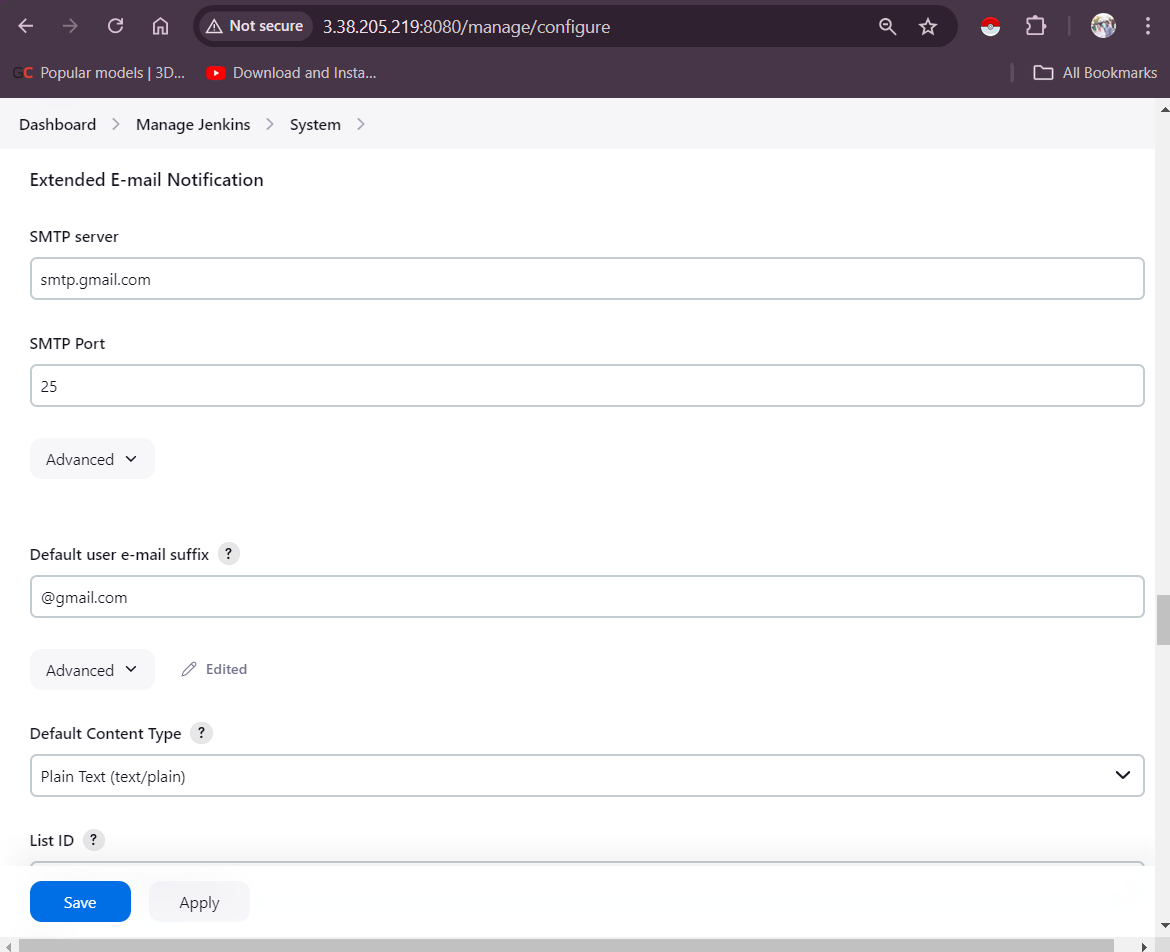 Not secure 3.38.205.219:8080/manage/configure
GC Popular models | 3D... Download and Insta... All Bookmarks
Dashboard Manage Jenkins System
Extended E-mail Notification
SMTP server
smtp.gmail.com
SMTP Port
25
Advanced
Default user e-mail suffix ?
@gmail.com
Advanced Edited
Default Content Type ?
Plain Text (text/plain)
List ID ?
Save Apply